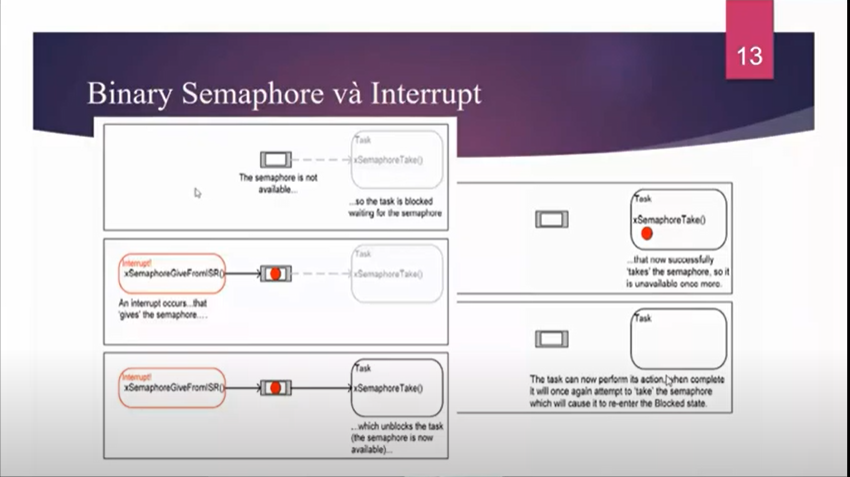 13
Binary Semaphore và Interrupt
Task
xSemaphoreTake()
The semaphore is not
available...
...so the task is blocked
waiting for the semaphore
Interrupt!
xSemaphoreGiveFromISR()
Task
xSemaphoreTake()
An interrupt occurs...that
'gives' the semaphore....
Interrupt!
xSemaphoreGiveFromISR()
Task
xSemaphoreTake()
...which unblocks the task
(the semaphore is now
available)...
Task
xSemaphoreTake()
...that now successfully
'takes' the semaphore, so it
is unavailable once more.
Task
The task can now perform its action, when complete
it will once again attempt to 'take' the semaphore
which will cause it to re-enter the Blocked state.